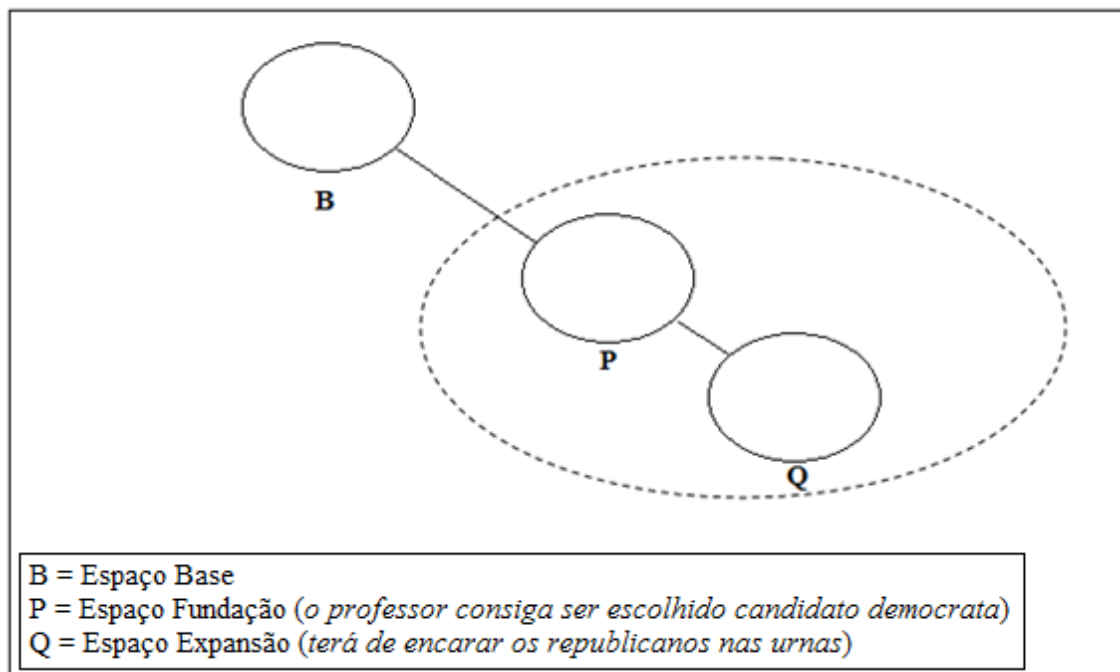 B
P
Q
B = Espaço Base
P = Espaço Fundação (o professor consiga ser escolhido candidato democrata)
Q = Espaço Expansão (terá de encarar os republicanos nas urnas)